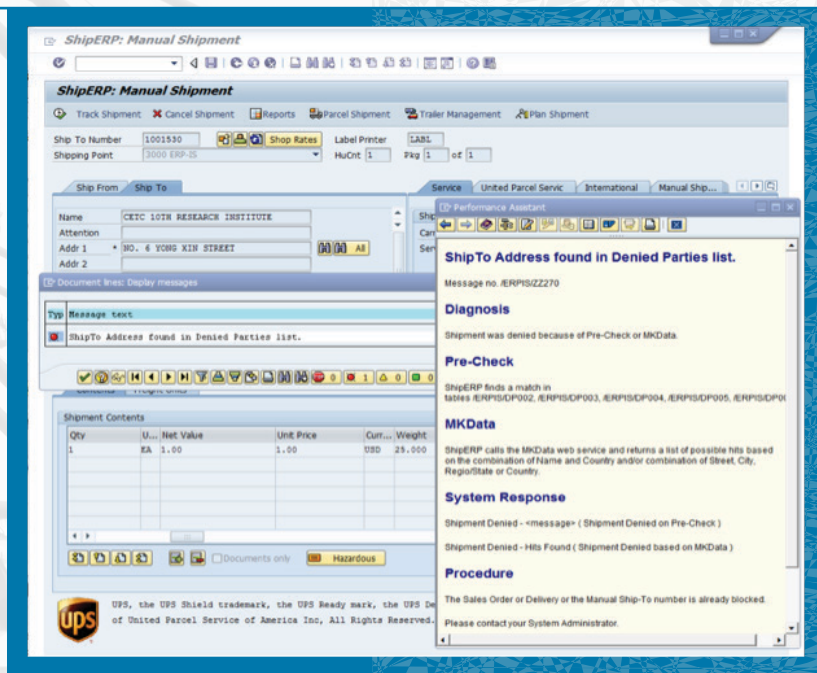 ShipERP: Manual Shipment
ShipERP: Manual Shipment
Track Shipment Cancel Shipment Reports Parcel Shipment Trailer Management Plan Shipment
Ship To Number 1001530 Shop Rates Label Printer LABL
Shipping Point 3000 ERP-IS HuCnt 1 Pkg 1 of 1
Ship From Ship To
Name CETC 10TH RESEARCH INSTITUTE
Attention
Addr 1 * NO. 6 YONG XIN STREET All
Addr 2
Service United Parcel Servic International Manual Ship...
Document lines: Display messages
Typ Message text
ShipTo Address found in Denied Parties list.
0 1 0 0
Shipment Contents
Qty U... Net Value Unit Price Curr... Weight
1 EA 1.00 1.00 USD 25.000
Documents only Hazardous
ups
UPS, the UPS Shield trademark, the UPS Ready mark, the UPS De
of United Parcel Service of America Inc, All Rights Reserved.
Performance Assistant
ShipTo Address found in Denied Parties list.
Message no. /ERPIS/ZZ270
Diagnosis
Shipment was denied because of Pre-Check or MKData.
Pre-Check
ShipERP finds a match in
tables /ERPIS/DP002, /ERPIS/DP003, /ERPIS/DP004, /ERPIS/DP005, /ERPIS/DP00
MKData
ShipERP calls the MKData web service and returns a list of possible hits based
on the combination of Name and Country and/or combination of Street, City,
Regio/State or Country.
System Response
Shipment Denied - <message> ( Shipment Denied on Pre-Check )
Shipment Denied - Hits Found ( Shipment Denied based on MKData )
Procedure
The Sales Order or Delivery or the Manual Ship-To number is already blocked.
Please contact your System Administrator.